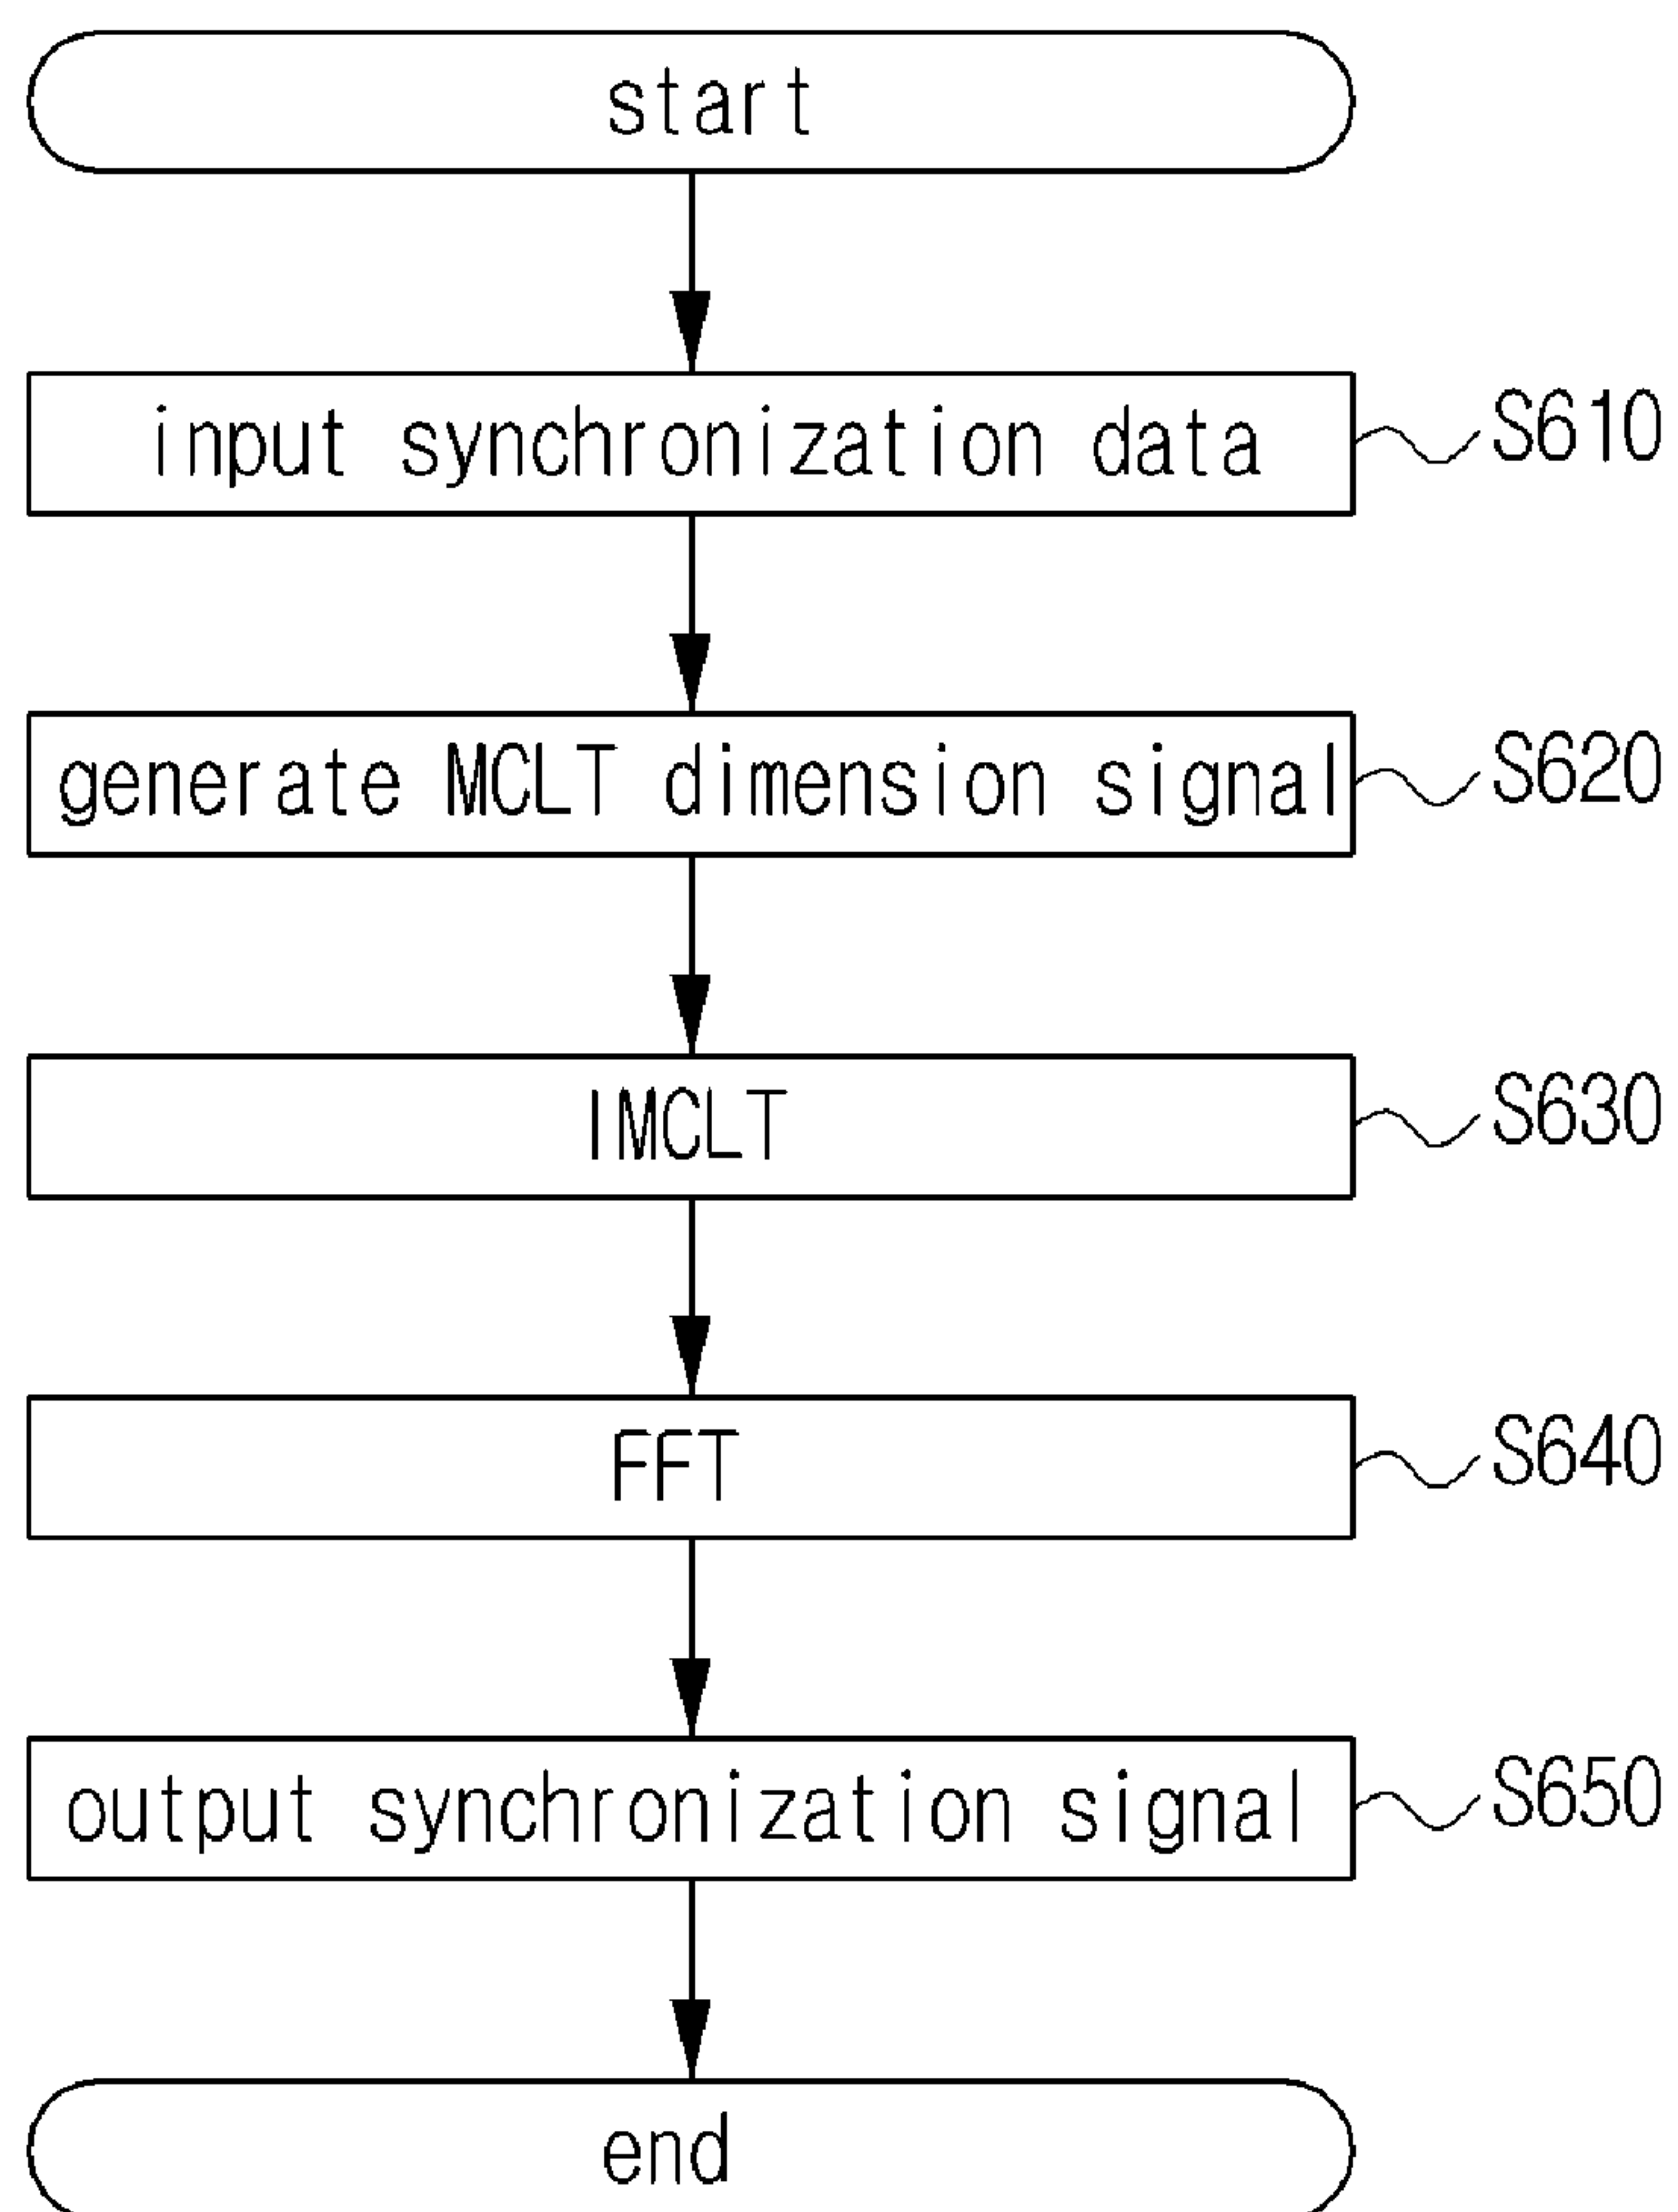 start
input synchronization data
S610
generate MCLT dimension signal
S620
IMCLT
S630
FFT
S640
output synchronization signal
S650
end